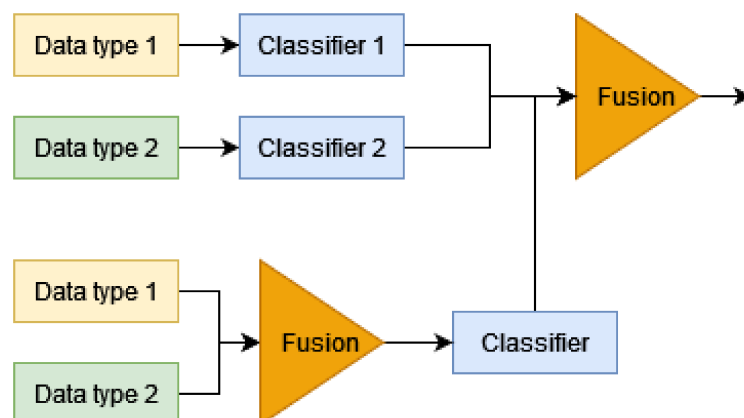 Data type 1
Classifier 1
Fusion
Data type 2
Classifier 2
Data type 1
Fusion
Classifier
Data type 2